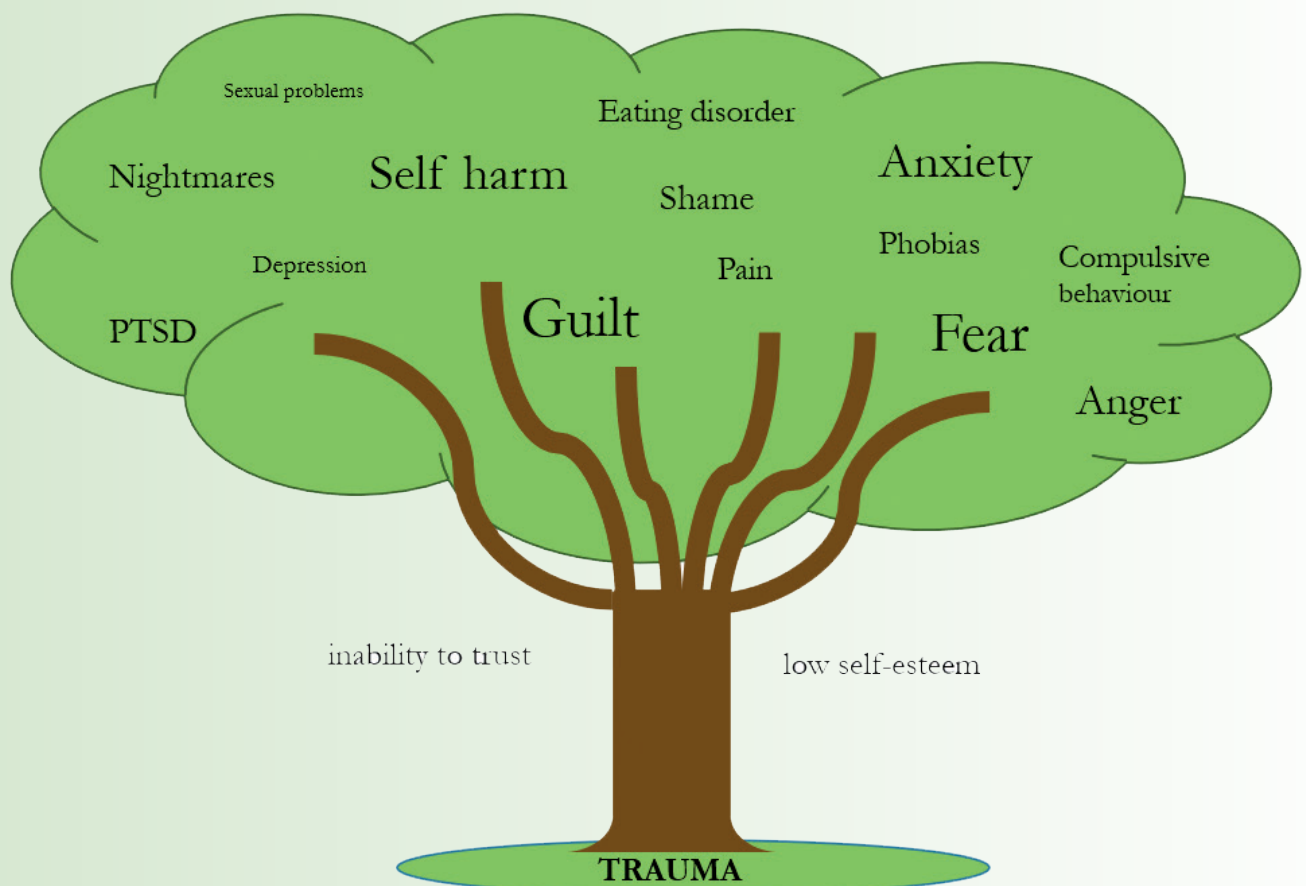 Sexual problems
Eating disorder
Nightmares
Self harm
Shame
Anxiety
Depression
Pain
Phobias
Compulsive
behaviour
PTSD
Guilt
Fear
Anger
inability to trust
low self-esteem
TRAUMA